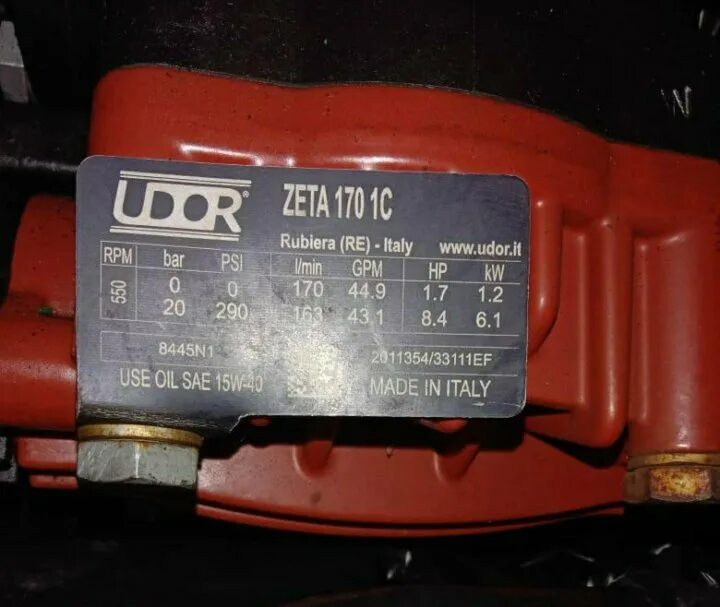 UDOR®
ZETA 170 1C
Rubiera (RE) - Italy www.udor.it
RPM bar PSI l/min GPM HP kW
550 0 0 170 44.9 1.7 1.2
20 290 163 43.1 8.4 6.1
8445N1 2011354/33111EF
USE OIL SAE 15W-40 MADE IN ITALY